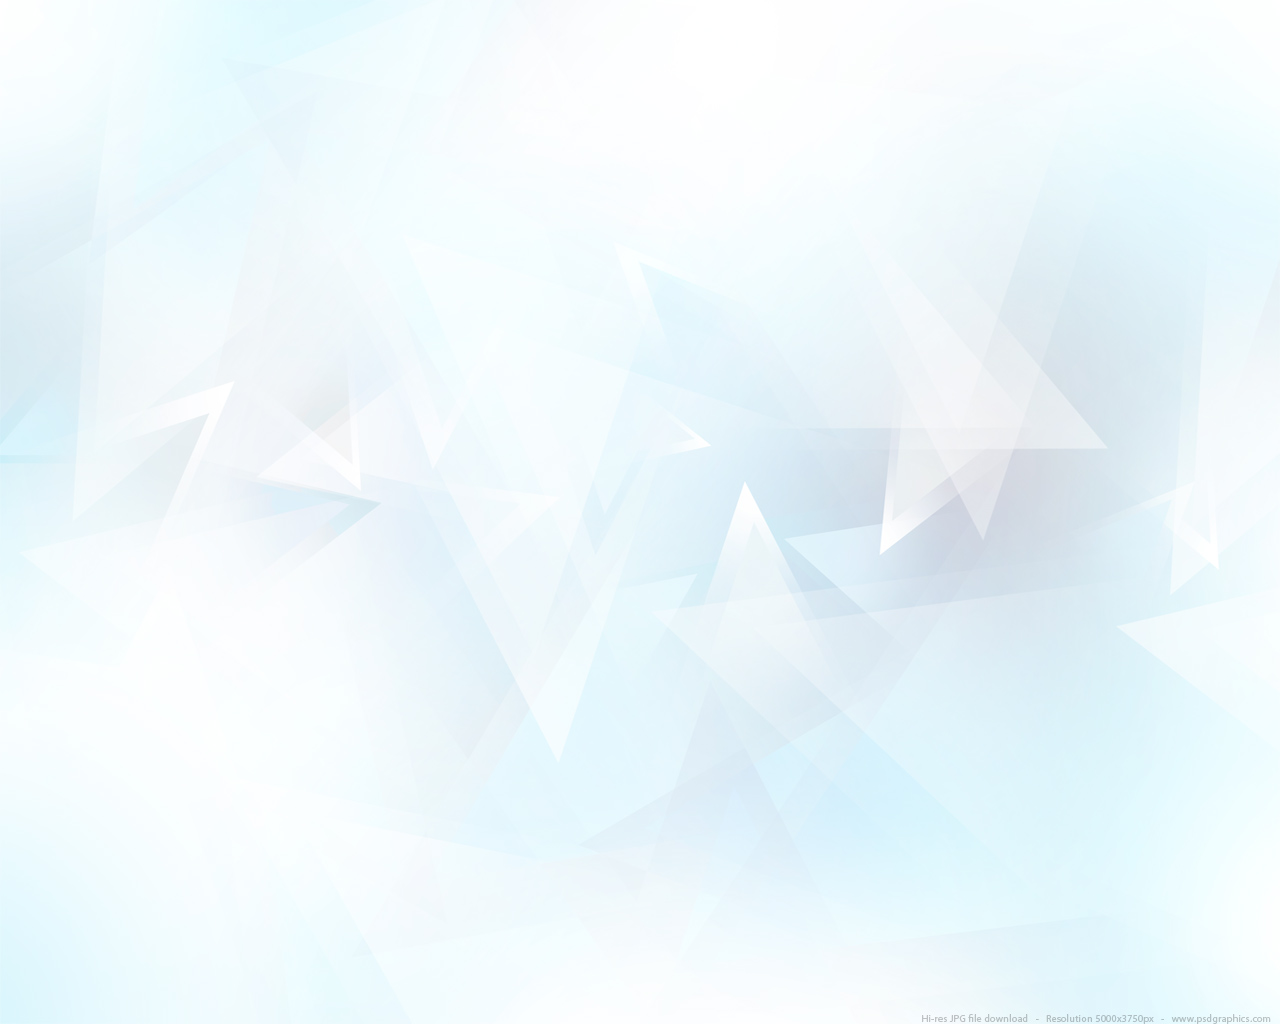 Hi-res JPG file download - Resolution 5000x3750px - www.psdgraphics.com